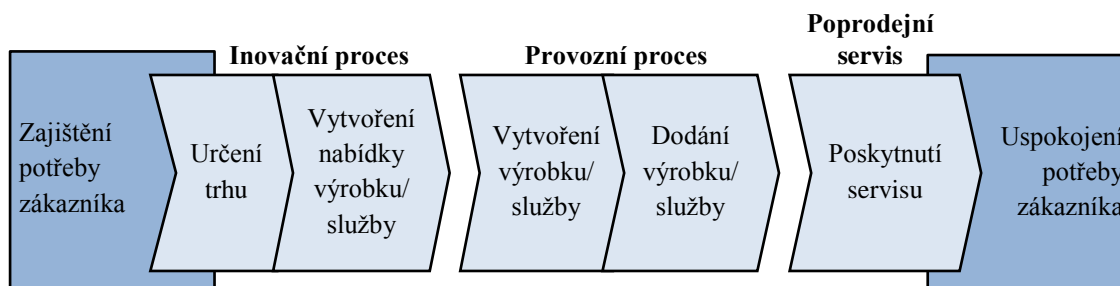 Inovační proces
Provozní proces
Poprodejní
servis
Zajištění
potřeby
zákazníka
Určení
trhu
Vytvoření
nabídky
výrobku/
služby
Vytvoření
výrobku/
služby
Dodání
výrobku/
služby
Poskytnutí
servisu
Uspokojení
potřeby
zákazníka